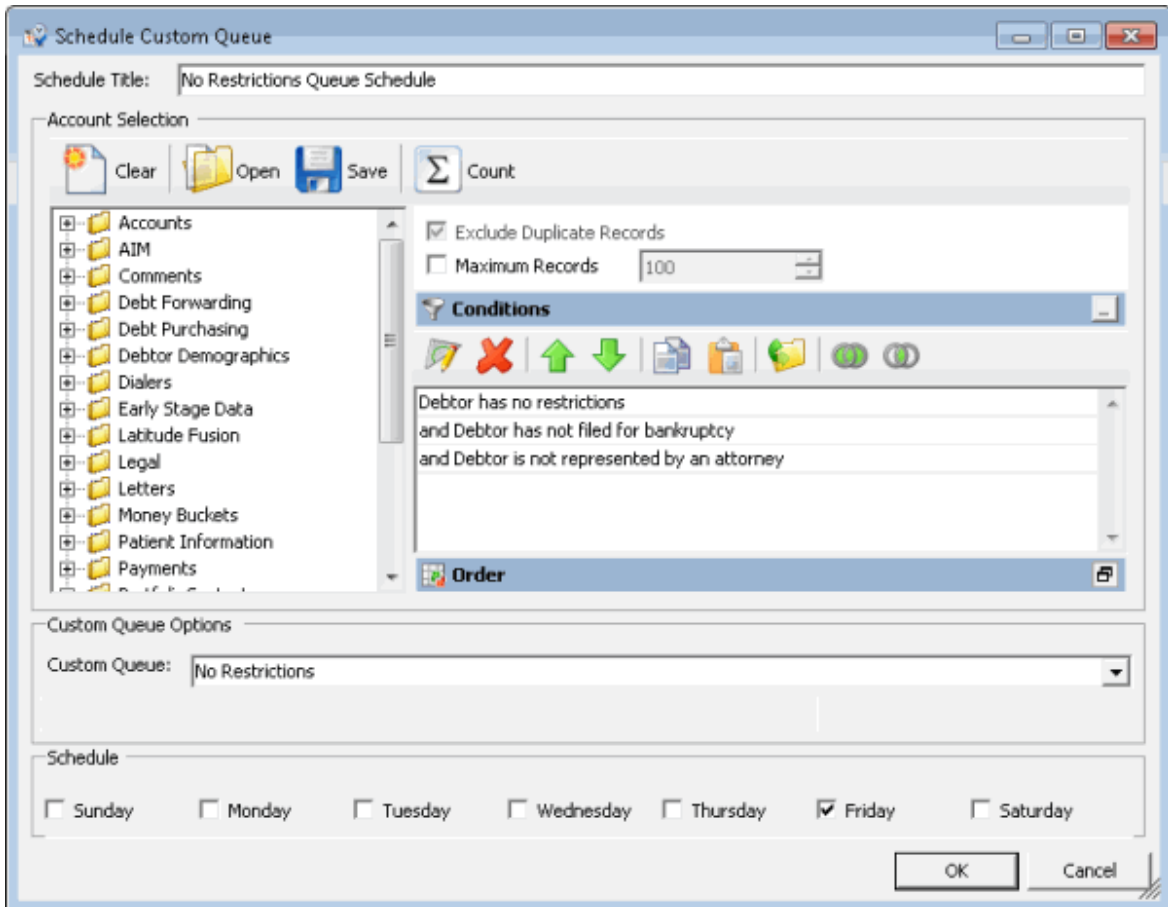 Schedule Custom Queue
Schedule Title: No Restrictions Queue Schedule
Account Selection
Clear Open Save Σ Count
Accounts
AIM
Comments
Debt Forwarding
Debt Purchasing
Debtor Demographics
Dialers
Early Stage Data
Latitude Fusion
Legal
Letters
Money Buckets
Patient Information
Payments
Exclude Duplicate Records
Maximum Records 100
Conditions
Debtor has no restrictions
and Debtor has not filed for bankruptcy
and Debtor is not represented by an attorney
Order
Custom Queue Options
Custom Queue: No Restrictions
Schedule
Sunday Monday Tuesday Wednesday Thursday Friday Saturday
OK Cancel